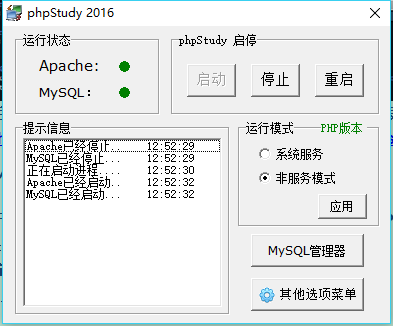 phpStudy 2016
运行状态
Apache:
MySQL:
phpStudy 启停
启动 停止 重启
提示信息
Apache已经停止... 12:52:29
MySQL已经停止... 12:52:29
正在启动进程... 12:52:30
Apache已经启动.. 12:52:32
MySQL已经启动... 12:52:32
运行模式 PHP版本
系统服务
非服务模式
应用
MySQL管理器
其他选项菜单